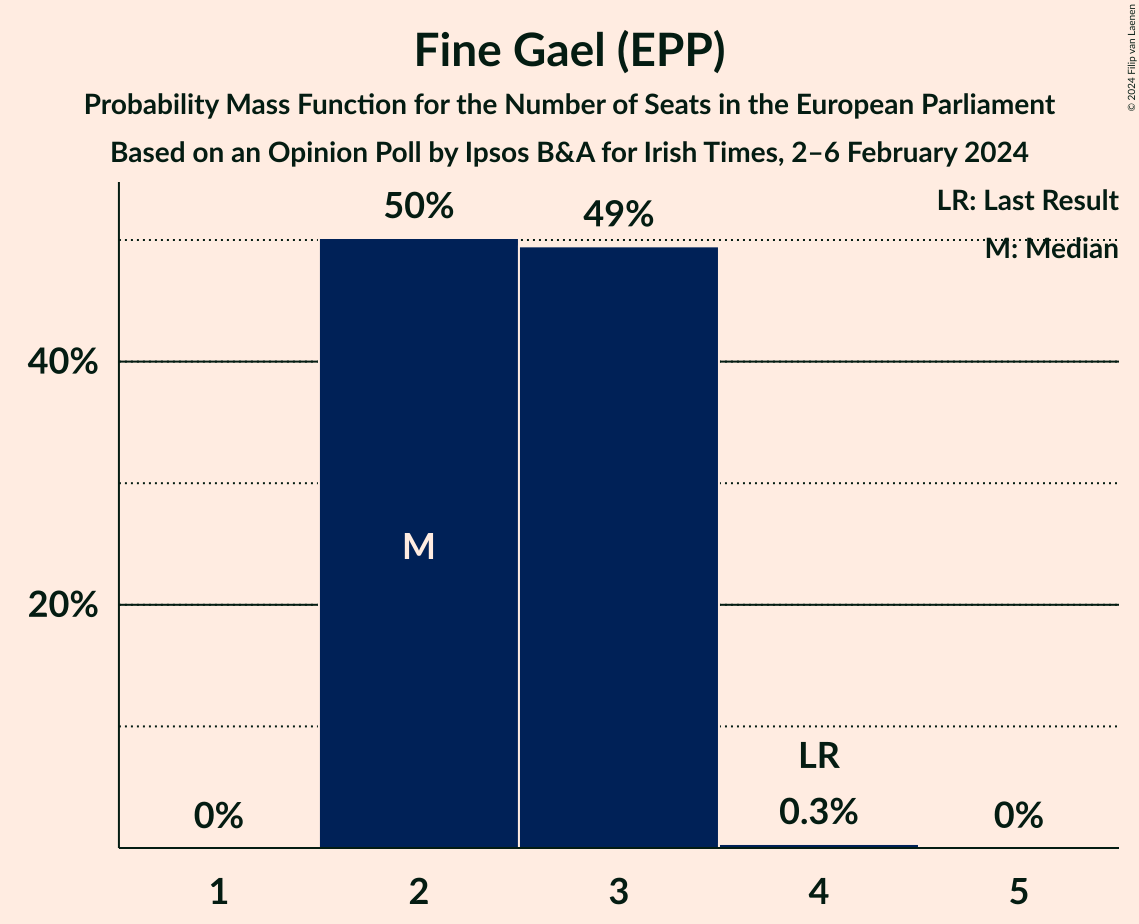 Fine Gael (EPP)
Probability Mass Function for the Number of Seats in the European Parliament
Based on an Opinion Poll by Ipsos B&A for Irish Times, 2–6 February 2024
© 2024 Filip van Laenen
LR: Last Result
M: Median
50%
49%
40%
M
20%
LR
0%
0.3%
0%
1
2
3
4
5